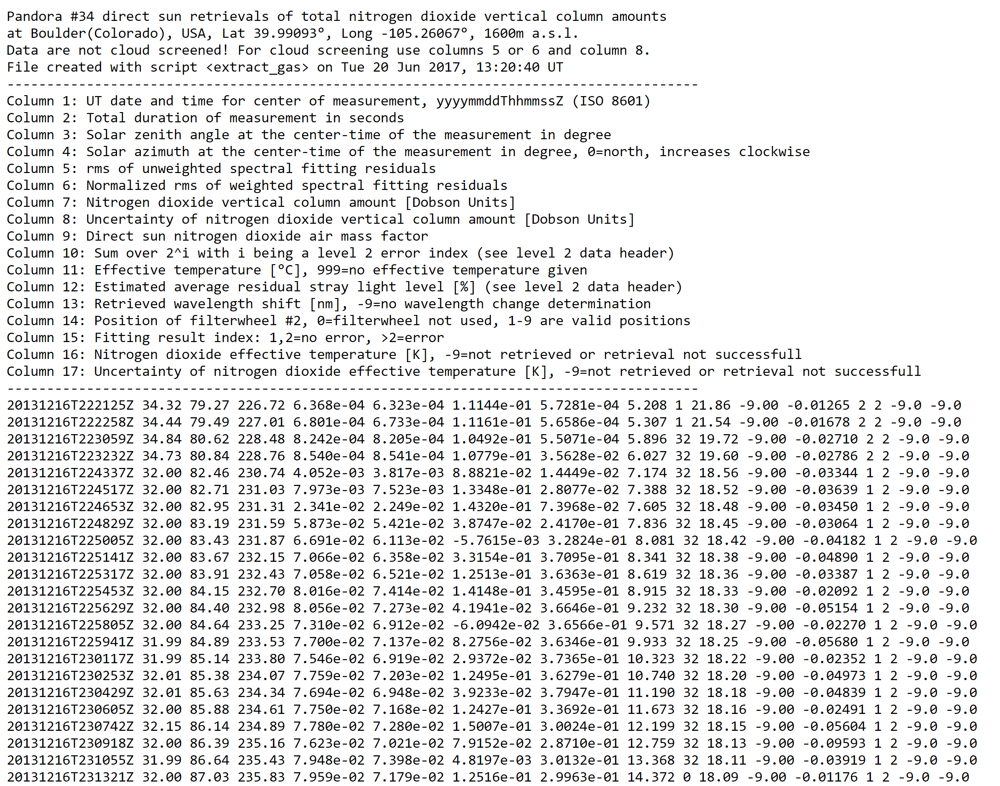 Pandora #34 direct sun retrievals of total nitrogen dioxide vertical column amounts
at Boulder(Colorado), USA, Lat 39.99093º, Long -105.26067º, 1600m a.s.l.
Data are not cloud screened! For cloud screening use columns 5 or 6 and column 8.
File created with script <extract_gas> on Tue 20 Jun 2017, 13:20:40 UT
---------------------------------------------------------------------------------------
Column 1: UT date and time for center of measurement, yyyymmddThhmmssZ (ISO 8601)
Column 2: Total duration of measurement in seconds
Column 3: Solar zenith angle at the center-time of the measurement in degree
Column 4: Solar azimuth at the center-time of the measurement in degree, 0=north, increases clockwise
Column 5: rms of unweighted spectral fitting residuals
Column 6: Normalized rms of weighted spectral fitting residuals
Column 7: Nitrogen dioxide vertical column amount [Dobson Units]
Column 8: Uncertainty of nitrogen dioxide vertical column amount [Dobson Units]
Column 9: Direct sun nitrogen dioxide air mass factor
Column 10: Sum over 2^i with i being a level 2 error index (see level 2 data header)
Column 11: Effective temperature [ºC], 999=no effective temperature given
Column 12: Estimated average residual stray light level [%] (see level 2 data header)
Column 13: Retrieved wavelength shift [nm], -9=no wavelength change determination
Column 14: Position of filterwheel #2, 0=filterwheel not used, 1-9 are valid positions
Column 15: Fitting result index: 1,2=no error, >2=error
Column 16: Nitrogen dioxide effective temperature [K], -9=not retrieved or retrieval not successfull
Column 17: Uncertainty of nitrogen dioxide effective temperature [K], -9=not retrieved or retrieval not successfull
---------------------------------------------------------------------------------------
20131216T222125Z 34.32 79.27 226.72 6.368e-04 6.323e-04 1.1144e-01 5.7281e-04 5.208 1 21.86 -9.00 -0.01265 2 2 -9.0 -9.0
20131216T222258Z 34.44 79.49 227.01 6.801e-04 6.733e-04 1.1161e-01 5.6586e-04 5.307 1 21.54 -9.00 -0.01678 2 2 -9.0 -9.0
20131216T223059Z 34.84 80.62 228.48 8.242e-04 8.205e-04 1.0492e-01 5.5071e-04 5.896 32 19.72 -9.00 -0.02710 2 2 -9.0 -9.0
20131216T223232Z 34.73 80.84 228.76 8.540e-04 8.541e-04 1.0779e-01 3.5628e-02 6.027 32 19.60 -9.00 -0.02786 2 2 -9.0 -9.0
20131216T224337Z 32.00 82.46 230.74 4.052e-03 3.817e-03 8.8821e-02 1.4449e-02 7.174 32 18.56 -9.00 -0.03344 1 2 -9.0 -9.0
20131216T224517Z 32.00 82.71 231.03 7.973e-03 7.523e-03 1.3348e-01 2.8077e-02 7.388 32 18.52 -9.00 -0.03639 1 2 -9.0 -9.0
20131216T224653Z 32.00 82.95 231.31 2.341e-02 2.249e-02 1.4320e-01 7.3968e-02 7.605 32 18.48 -9.00 -0.03450 1 2 -9.0 -9.0
20131216T224829Z 32.00 83.19 231.59 5.873e-02 5.421e-02 3.8747e-02 2.4170e-01 7.836 32 18.45 -9.00 -0.03064 1 2 -9.0 -9.0
20131216T225005Z 32.00 83.43 231.87 6.691e-02 6.113e-02 -5.7615e-03 3.2824e-01 8.081 32 18.42 -9.00 -0.04182 1 2 -9.0 -9.0
20131216T225141Z 32.00 83.67 232.15 7.066e-02 6.358e-02 3.3154e-01 3.7095e-01 8.341 32 18.38 -9.00 -0.04890 1 2 -9.0 -9.0
20131216T225317Z 32.00 83.91 232.43 7.058e-02 6.521e-02 1.2513e-01 3.6363e-01 8.619 32 18.36 -9.00 -0.03387 1 2 -9.0 -9.0
20131216T225453Z 32.00 84.15 232.70 8.016e-02 7.414e-02 1.4148e-01 3.4595e-01 8.915 32 18.33 -9.00 -0.02092 1 2 -9.0 -9.0
20131216T225629Z 32.00 84.40 232.98 8.056e-02 7.273e-02 4.1941e-02 3.6646e-01 9.232 32 18.30 -9.00 -0.05154 1 2 -9.0 -9.0
20131216T225805Z 32.00 84.64 233.25 7.310e-02 6.912e-02 -6.0942e-02 3.6566e-01 9.571 32 18.27 -9.00 -0.02270 1 2 -9.0 -9.0
20131216T225941Z 31.99 84.89 233.53 7.700e-02 7.137e-02 8.2756e-02 3.6346e-01 9.933 32 18.25 -9.00 -0.05680 1 2 -9.0 -9.0
20131216T230117Z 31.99 85.14 233.80 7.546e-02 6.919e-02 2.9372e-02 3.7365e-01 10.323 32 18.22 -9.00 -0.02352 1 2 -9.0 -9.0
20131216T230253Z 32.01 85.38 234.07 7.759e-02 7.203e-02 1.2495e-01 3.6279e-01 10.740 32 18.20 -9.00 -0.04973 1 2 -9.0 -9.0
20131216T230429Z 32.01 85.63 234.34 7.694e-02 6.948e-02 3.9233e-02 3.7947e-01 11.190 32 18.18 -9.00 -0.04839 1 2 -9.0 -9.0
20131216T230605Z 32.00 85.88 234.61 7.750e-02 7.168e-02 1.2427e-01 3.3692e-01 11.673 32 18.16 -9.00 -0.02491 1 2 -9.0 -9.0
20131216T230742Z 32.15 86.14 234.89 7.780e-02 7.280e-02 1.5007e-01 3.0024e-01 12.199 32 18.15 -9.00 -0.05604 1 2 -9.0 -9.0
20131216T230918Z 32.00 86.39 235.16 7.623e-02 7.021e-02 7.9152e-02 2.8710e-01 12.759 32 18.13 -9.00 -0.09593 1 2 -9.0 -9.0
20131216T231055Z 31.99 86.64 235.43 7.948e-02 7.398e-02 4.8197e-03 3.0132e-01 13.368 32 18.11 -9.00 -0.03919 1 2 -9.0 -9.0
20131216T231321Z 32.00 87.03 235.83 7.959e-02 7.179e-02 1.2516e-01 2.9963e-01 14.372 0 18.09 -9.00 -0.01176 1 2 -9.0 -9.0